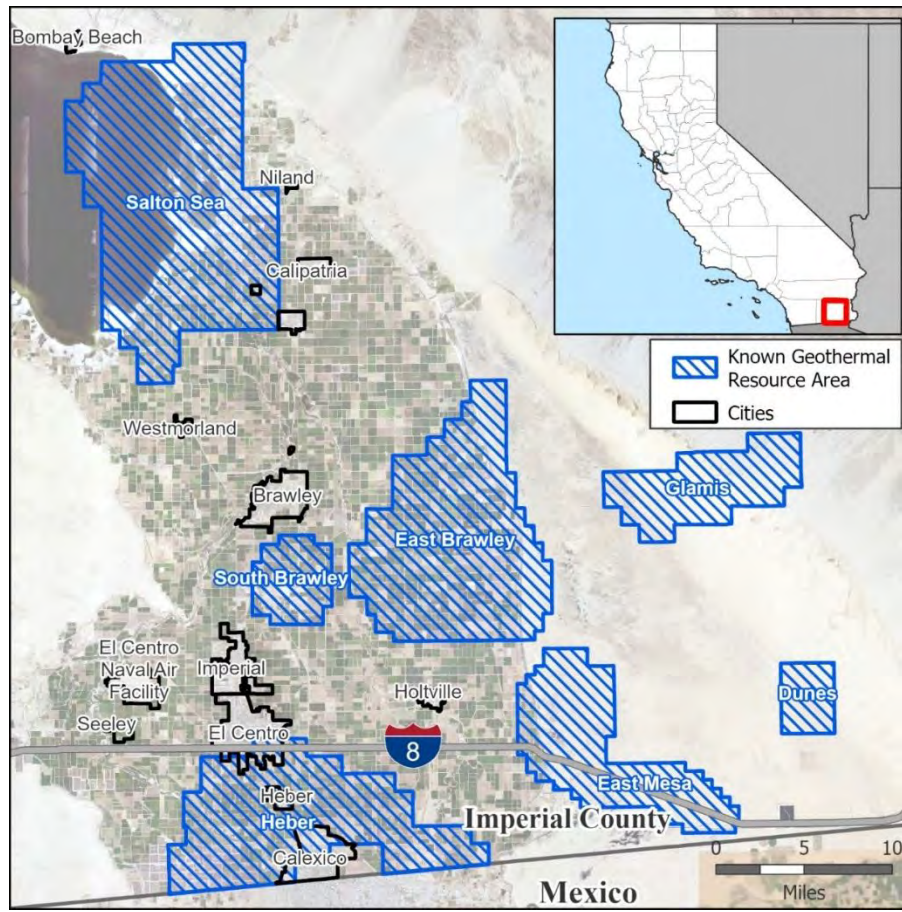 Bombay Beach
Salton Sea
Niland
Calipatria
Known Geothermal
Resource Area
Cities
Westmorland
Brawley
Glamis
East Brawley
South Brawley
El Centro
Naval Air
Facility
Imperial
Seeley
Holtville
Dunes
El Centro
8
East Mesa
Heber
Heber
Imperial County
Calexico
0 5 10
Miles
Mexico